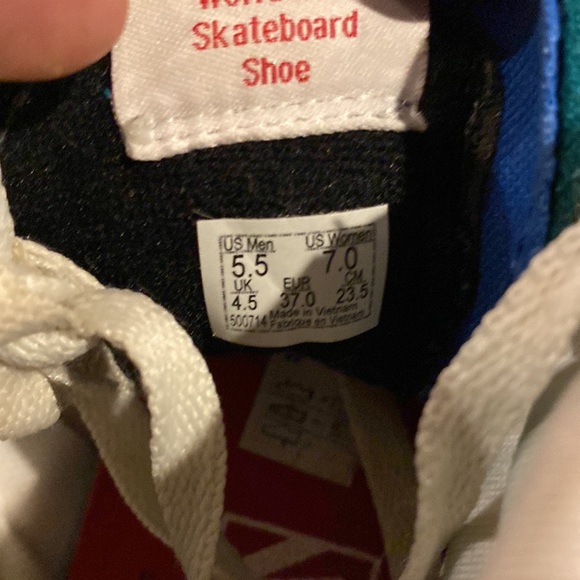 Skateboard
Shoe
US Men US Women
5.5 7.0
UK EUR CM
4.5 37.0 23.5
500714 Made in Vietnam
Fabriqué en Vietnam